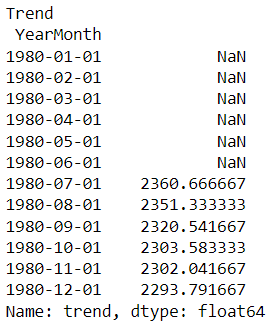 Trend
YearMonth
1980-01-01 NaN
1980-02-01 NaN
1980-03-01 NaN
1980-04-01 NaN
1980-05-01 NaN
1980-06-01 NaN
1980-07-01 2360.666667
1980-08-01 2351.333333
1980-09-01 2320.541667
1980-10-01 2303.583333
1980-11-01 2302.041667
1980-12-01 2293.791667
Name: trend, dtype: float64